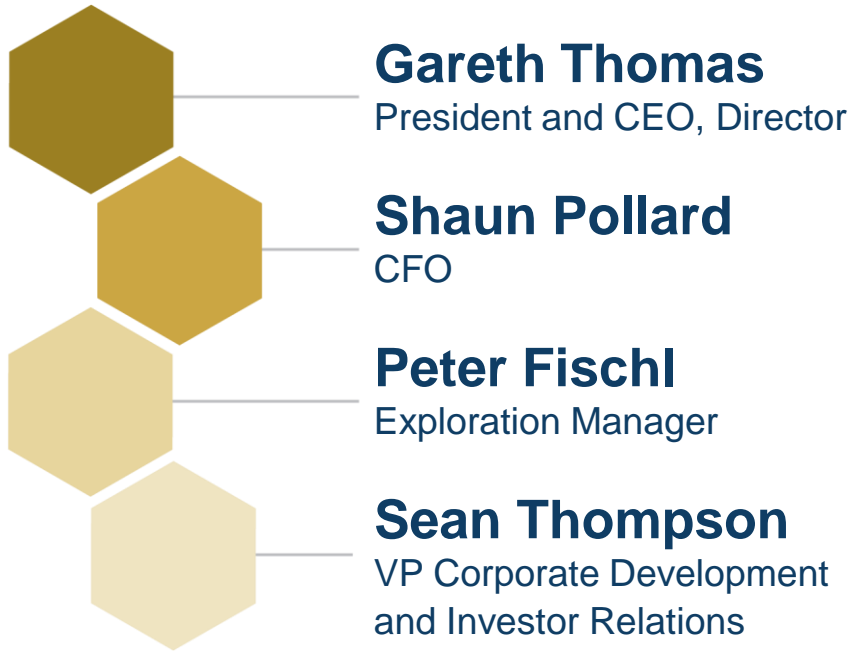 Gareth Thomas
President and CEO, Director
Shaun Pollard
CFO
Peter Fischl
Exploration Manager
Sean Thompson
VP Corporate Development
and Investor Relations